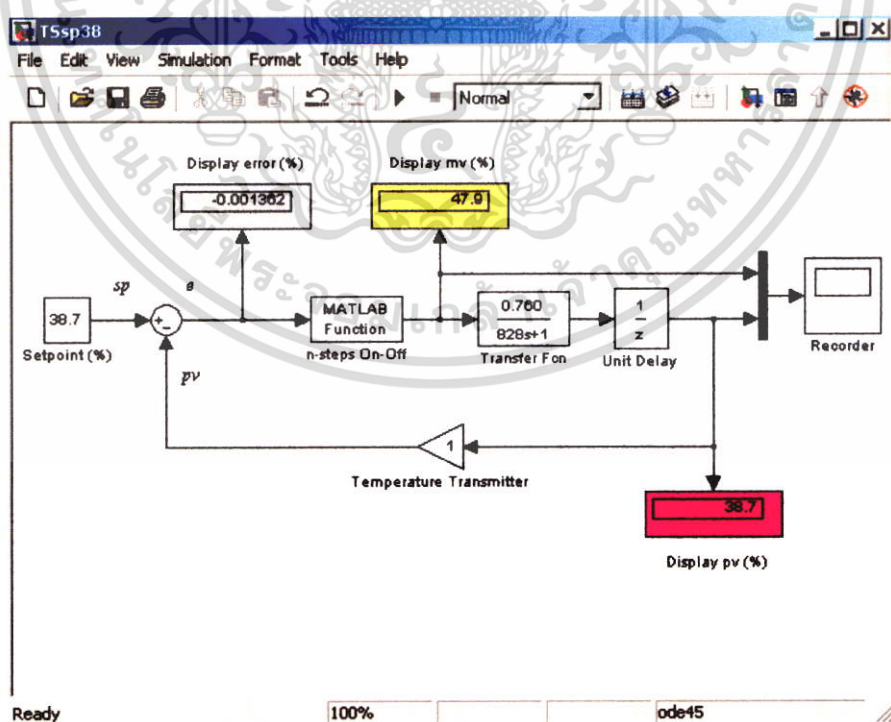 TSsp38
File Edit View Simulation Format Tools Help
Normal
Display error (%)
Display mv (%)
-0.001362
47.9
sp
e
38.7
Setpoint (%)
MATLAB
Function
n-steps On-Off
0.760
828s+1
Transfer Fcn
1
z
Unit Delay
Recorder
pv
1
Temperature Transmitter
38.7
Display pv (%)
Ready 100% ode45